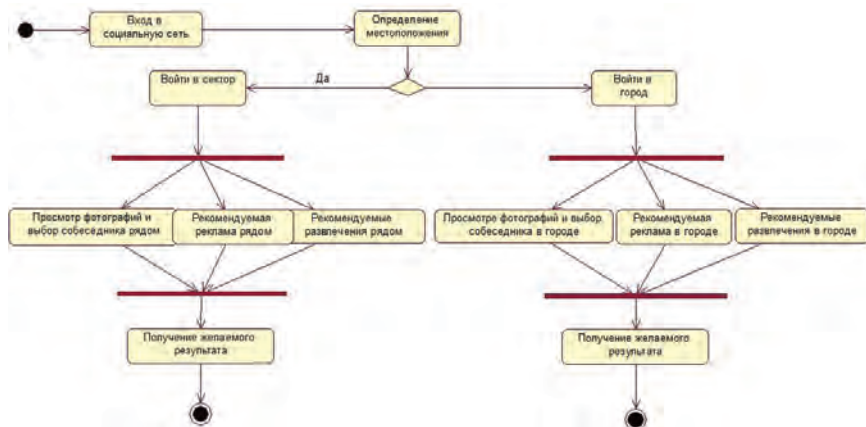 Вход в
социальную сеть
Определение
местоположения
Войти в сектор
Да
Войти в
город
Просмотр фотографий и
выбор собеседника рядом
Рекомендуемая
реклама рядом
Рекомендуемые
развлечения рядом
Просмотре фотографий и выбор
собеседника в городе
Рекомендуемая
реклама в городе
Рекомендуемые
развлечения в городе
Получение желаемого
результата
Получение желаемого
результата